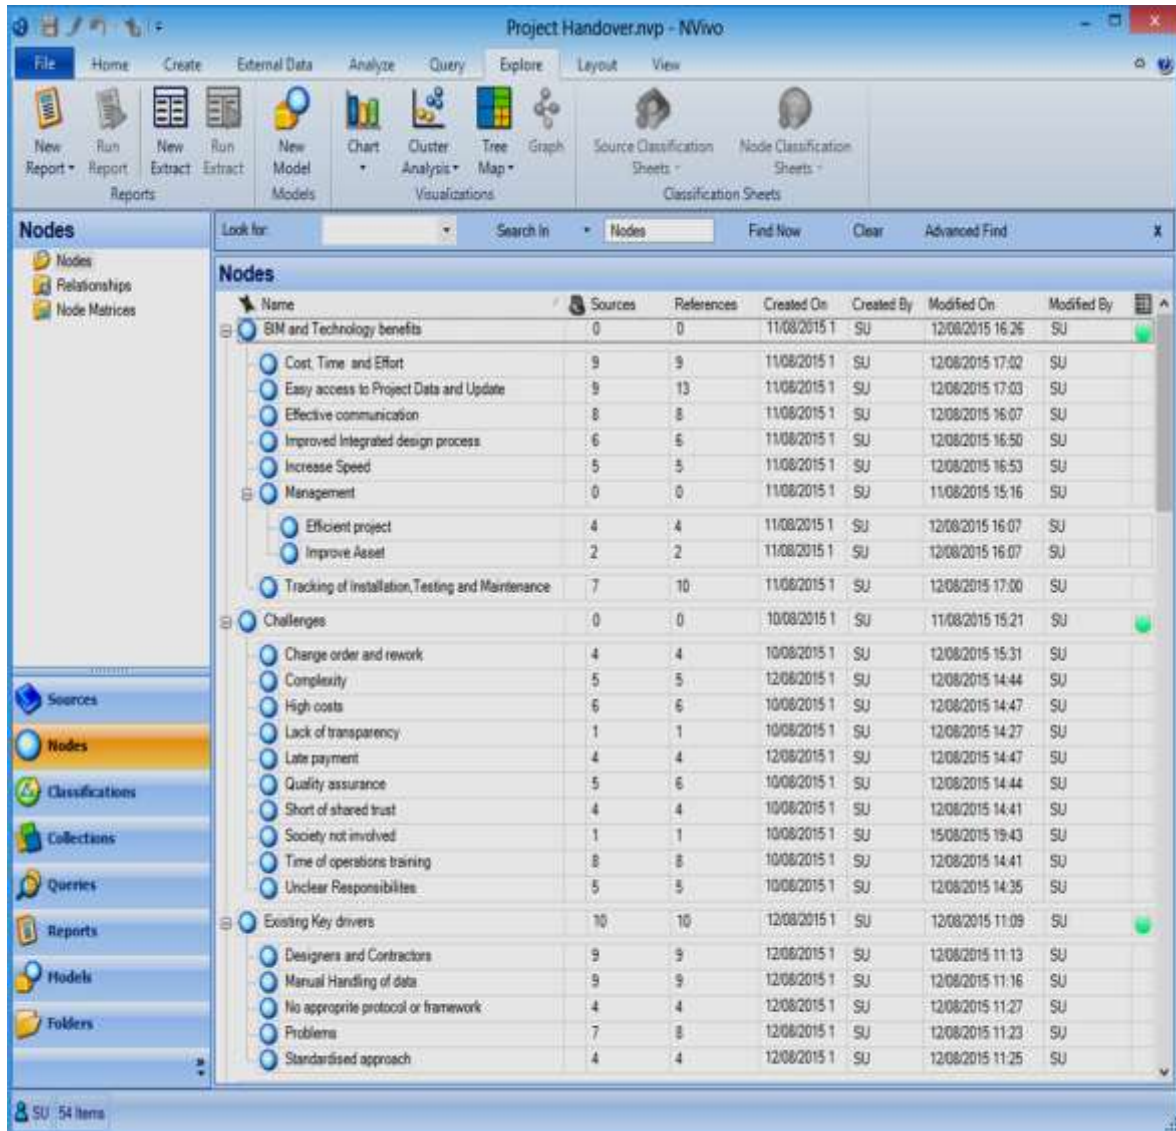 Project Handover.nvp - NVivo
File Home Create External Data Analyze Query Explore Layout View
New Report Run Report New Extract Run Extract New Model Chart Cluster Analysis Tree Map Graph Source Classification Sheets Node Classification Sheets
Reports Models Visualizations Classification Sheets
Nodes
Nodes
Relationships
Node Matrices
Sources
Nodes
Classifications
Collections
Queries
Reports
Models
Folders
Look for: Search In Nodes Find Now Clear Advanced Find X
Nodes
Name Sources References Created On Created By Modified On Modified By
BIM and Technology benefits 0 0 11/08/2015 1 SU 12/08/2015 16:26 SU
Cost, Time and Effort 9 9 11/08/2015 1 SU 12/08/2015 17:02 SU
Easy access to Project Data and Update 9 13 11/08/2015 1 SU 12/08/2015 17:03 SU
Effective communication 8 8 11/08/2015 1 SU 12/08/2015 16:07 SU
Improved Integrated design process 6 6 11/08/2015 1 SU 12/08/2015 16:50 SU
Increase Speed 5 5 11/08/2015 1 SU 12/08/2015 16:53 SU
Management 0 0 11/08/2015 1 SU 11/08/2015 15:16 SU
Efficient project 4 4 11/08/2015 1 SU 12/08/2015 16:07 SU
Improve Asset 2 2 11/08/2015 1 SU 12/08/2015 16:07 SU
Tracking of Installation,Testing and Maintenance 7 10 11/08/2015 1 SU 12/08/2015 17:00 SU
Challenges 0 0 10/08/2015 1 SU 11/08/2015 15:21 SU
Change order and rework 4 4 10/08/2015 1 SU 12/08/2015 15:31 SU
Complexity 5 5 12/08/2015 1 SU 12/08/2015 14:44 SU
High costs 6 6 10/08/2015 1 SU 12/08/2015 14:47 SU
Lack of transparency 1 1 10/08/2015 1 SU 12/08/2015 14:27 SU
Late payment 4 4 12/08/2015 1 SU 12/08/2015 14:47 SU
Quality assurance 5 6 10/08/2015 1 SU 12/08/2015 14:44 SU
Short of shared trust 4 4 10/08/2015 1 SU 12/08/2015 14:41 SU
Society not involved 1 1 10/08/2015 1 SU 15/08/2015 19:43 SU
Time of operations training 8 8 10/08/2015 1 SU 12/08/2015 14:41 SU
Unclear Responsibilites 5 5 10/08/2015 1 SU 12/08/2015 14:35 SU
Existing Key drivers 10 10 12/08/2015 1 SU 12/08/2015 11:09 SU
Designers and Contractors 9 9 12/08/2015 1 SU 12/08/2015 11:13 SU
Manual Handling of data 9 9 12/08/2015 1 SU 12/08/2015 11:16 SU
No approprite protocol or framework 4 4 12/08/2015 1 SU 12/08/2015 11:27 SU
Problems 7 8 12/08/2015 1 SU 12/08/2015 11:23 SU
Standardised approach 4 4 12/08/2015 1 SU 12/08/2015 11:25 SU
SU 54 Items